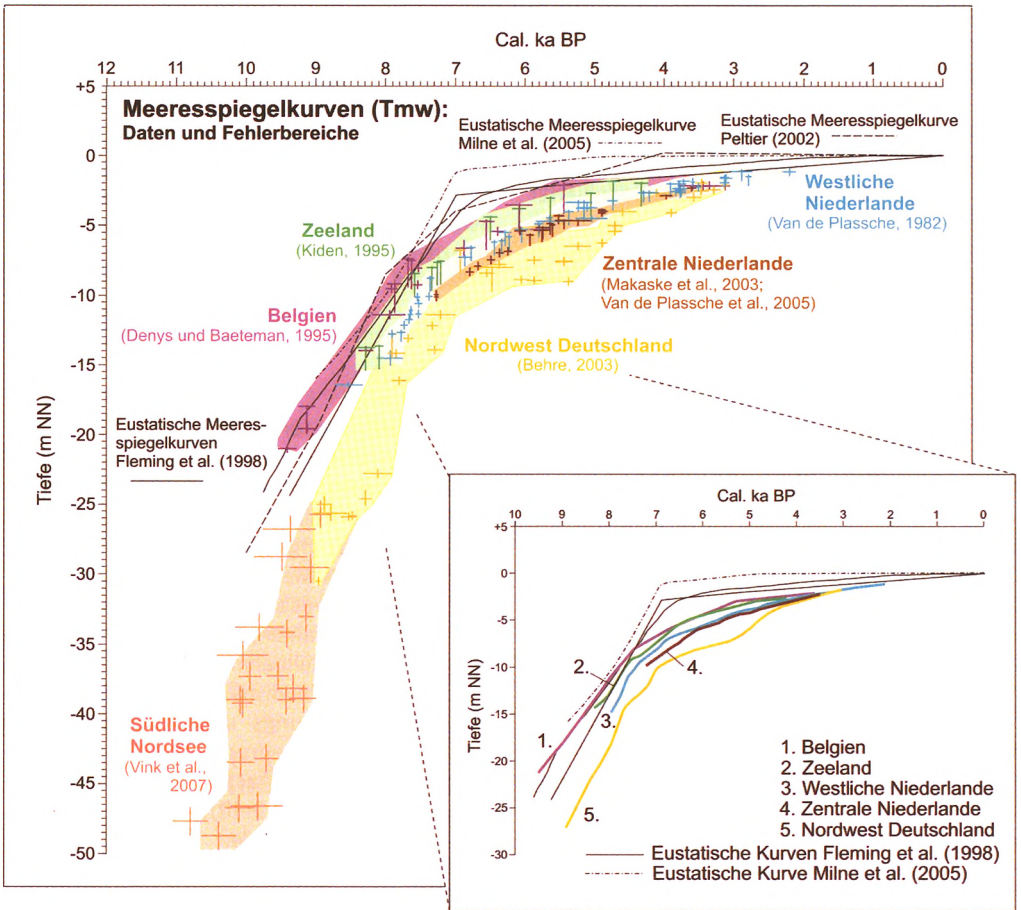 Cal. ka BP
12 11 10 9 8 7 6 5 4 3 2 1 0
+5
0
-5
-10
-15
-20
-25
-30
-35
-40
-45
-50
Tiefe (m NN)
Meeresspiegelkurven (Tmw):
Daten und Fehlerbereiche
Eustatische Meeresspiegelkurve
Milne et al. (2005)
Eustatische Meeresspiegelkurve
Peltier (2002)
Westliche
Niederlande
(Van de Plassche, 1982)
Zeeland
(Kiden, 1995)
Zentrale Niederlande
(Makaske et al., 2003;
Van de Plassche et al., 2005)
Belgien
(Denys und Baeteman, 1995)
Nordwest Deutschland
(Behre, 2003)
Eustatische Meeres-
spiegelkurven
Fleming et al. (1998)
Südliche
Nordsee
(Vink et al.,
2007)
Cal. ka BP
10 9 8 7 6 5 4 3 2 1 0
+5
0
-5
-10
-15
-20
-25
-30
Tiefe (m NN)
2.
4.
3.
1.
5.
1. Belgien
2. Zeeland
3. Westliche Niederlande
4. Zentrale Niederlande
5. Nordwest Deutschland
Eustatische Kurven Fleming et al. (1998)
Eustatische Kurve Milne et al. (2005)